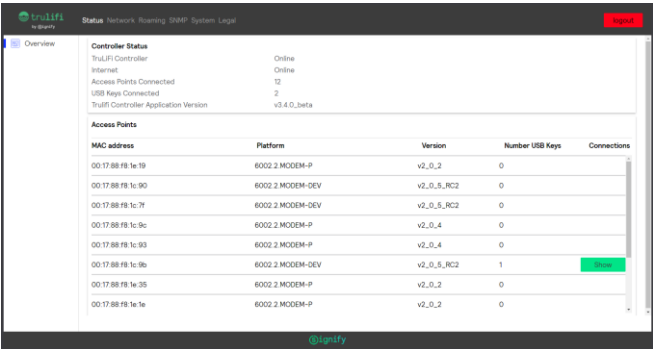 trulifi
by Signify
Status Network Roaming SNMP System Legal
logout
Overview
Controller Status
TruLiFi Controller Online
Internet Online
Access Points Connected 12
USB Keys Connected 2
Trulifi Controller Application Version v3.4.0_beta
Access Points
MAC address Platform Version Number USB Keys Connections
00:17:88:f8:1e:19 6002.2.MODEM-P v2_0_2 0
00:17:88:f8:1c:90 6002.2.MODEM-DEV v2_0_5_RC2 0
00:17:88:f8:1c:7f 6002.2.MODEM-DEV v2_0_5_RC2 0
00:17:88:f8:1c:9c 6002.2.MODEM-P v2_0_4 0
00:17:88:f8:1c:93 6002.2.MODEM-P v2_0_4 0
00:17:88:f8:1c:9b 6002.2.MODEM-DEV v2_0_5_RC2 1 Show
00:17:88:f8:1e:35 6002.2.MODEM-P v2_0_2 0
00:17:88:f8:1e:1e 6002.2.MODEM-P v2_0_2 0
Signify